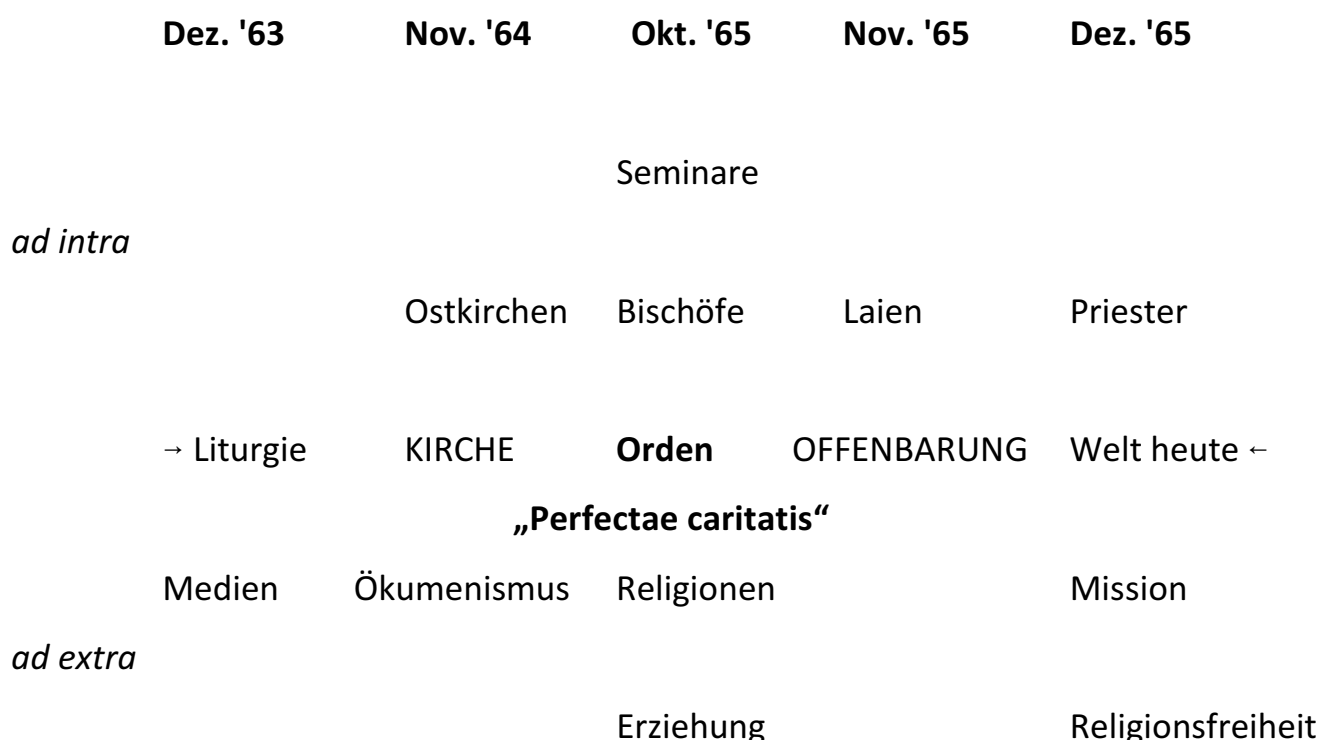 Dez. '63 Nov. '64 Okt. '65 Nov. '65 Dez. '65
Seminare
ad intra
Ostkirchen Bischöfe Laien Priester
→ Liturgie KIRCHE Orden OFFENBARUNG Welt heute ←
„Perfectae caritatis“
Medien Ökumenismus Religionen Mission
ad extra
Erziehung Religionsfreiheit